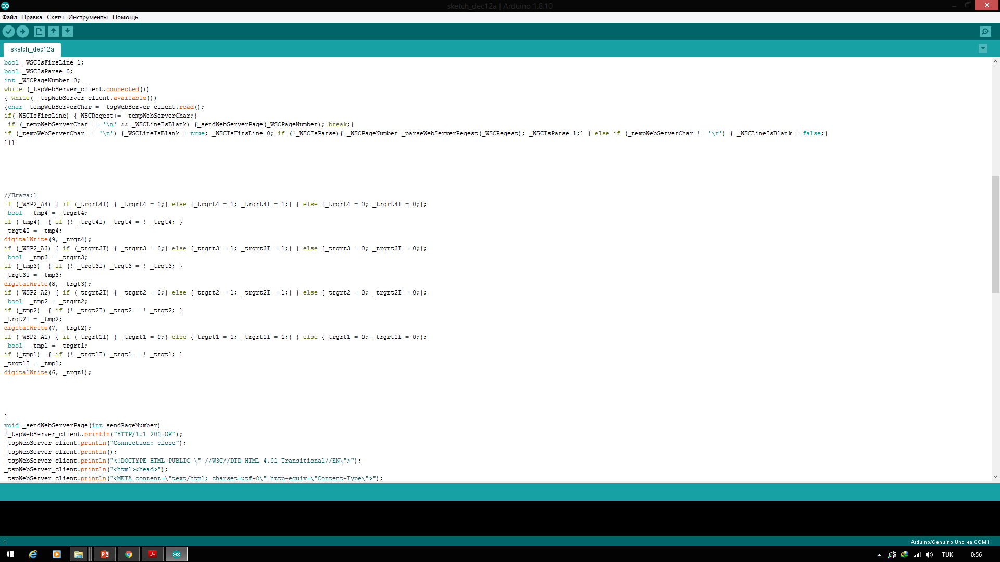 sketch_dec12a | Arduino 1.8.10
Файл Правка Скетч Инструменты Помощь
sketch_dec12a
bool _WSCIsFirsLine=1;
bool _WSCIsParse=0;
int _WSCPageNumber=0;
while (_tspWebServer_client.connected())
{ while( _tspWebServer_client.available())
{char _tempWebServerChar = _tspWebServer_client.read();
if(_WSCIsFirsLine) {_WSCReqest+= _tempWebServerChar;}
if (_tempWebServerChar == '\n' && _WSCLineIsBlank) {_sendWebServerPage(_WSCPageNumber); break;}
if (_tempWebServerChar == '\n') {_WSCLineIsBlank = true; _WSCIsFirsLine=0; if (!_WSCIsParse){ _WSCPageNumber=_parseWebServerReqest(_WSCReqest); _WSCIsParse=1;} } else if (_tempWebServerChar != '\r') { _WSCLineIsBlank = false;}
}}}
//Плата:1
if (_WSP2_A4) { if (_trgrt4I) { _trgrt4 = 0;} else {_trgrt4 = 1; _trgrt4I = 1;} } else {_trgrt4 = 0; _trgrt4I = 0;};
bool _tmp4 = _trgrt4;
if (_tmp4) { if (! _trgt4I) _trgt4 = ! _trgt4; }
_trgt4I = _tmp4;
digitalWrite(9, _trgt4);
if (_WSP2_A3) { if (_trgrt3I) { _trgrt3 = 0;} else {_trgrt3 = 1; _trgrt3I = 1;} } else {_trgrt3 = 0; _trgrt3I = 0;};
bool _tmp3 = _trgrt3;
if (_tmp3) { if (! _trgt3I) _trgt3 = ! _trgt3; }
_trgt3I = _tmp3;
digitalWrite(8, _trgt3);
if (_WSP2_A2) { if (_trgrt2I) { _trgrt2 = 0;} else {_trgrt2 = 1; _trgrt2I = 1;} } else {_trgrt2 = 0; _trgrt2I = 0;};
bool _tmp2 = _trgrt2;
if (_tmp2) { if (! _trgt2I) _trgt2 = ! _trgt2; }
_trgt2I = _tmp2;
digitalWrite(7, _trgt2);
if (_WSP2_A1) { if (_trgrt1I) { _trgrt1 = 0;} else {_trgrt1 = 1; _trgrt1I = 1;} } else {_trgrt1 = 0; _trgrt1I = 0;};
bool _tmp1 = _trgrt1;
if (_tmp1) { if (! _trgt1I) _trgt1 = ! _trgt1; }
_trgt1I = _tmp1;
digitalWrite(6, _trgt1);
}
void _sendWebServerPage(int sendPageNumber)
{_tspWebServer_client.println("HTTP/1.1 200 OK");
_tspWebServer_client.println("Connection: close");
_tspWebServer_client.println();
_tspWebServer_client.println("<!DOCTYPE HTML PUBLIC \"-//W3C//DTD HTML 4.01 Transitional//EN\">");
_tspWebServer_client.println("<html><head>");
_tspWebServer_client.println("<META content=\"text/html; charset=utf-8\" http-equiv=\"Content-Type\">");
1
Arduino/Genuino Uno на COM1
TUK
0:56